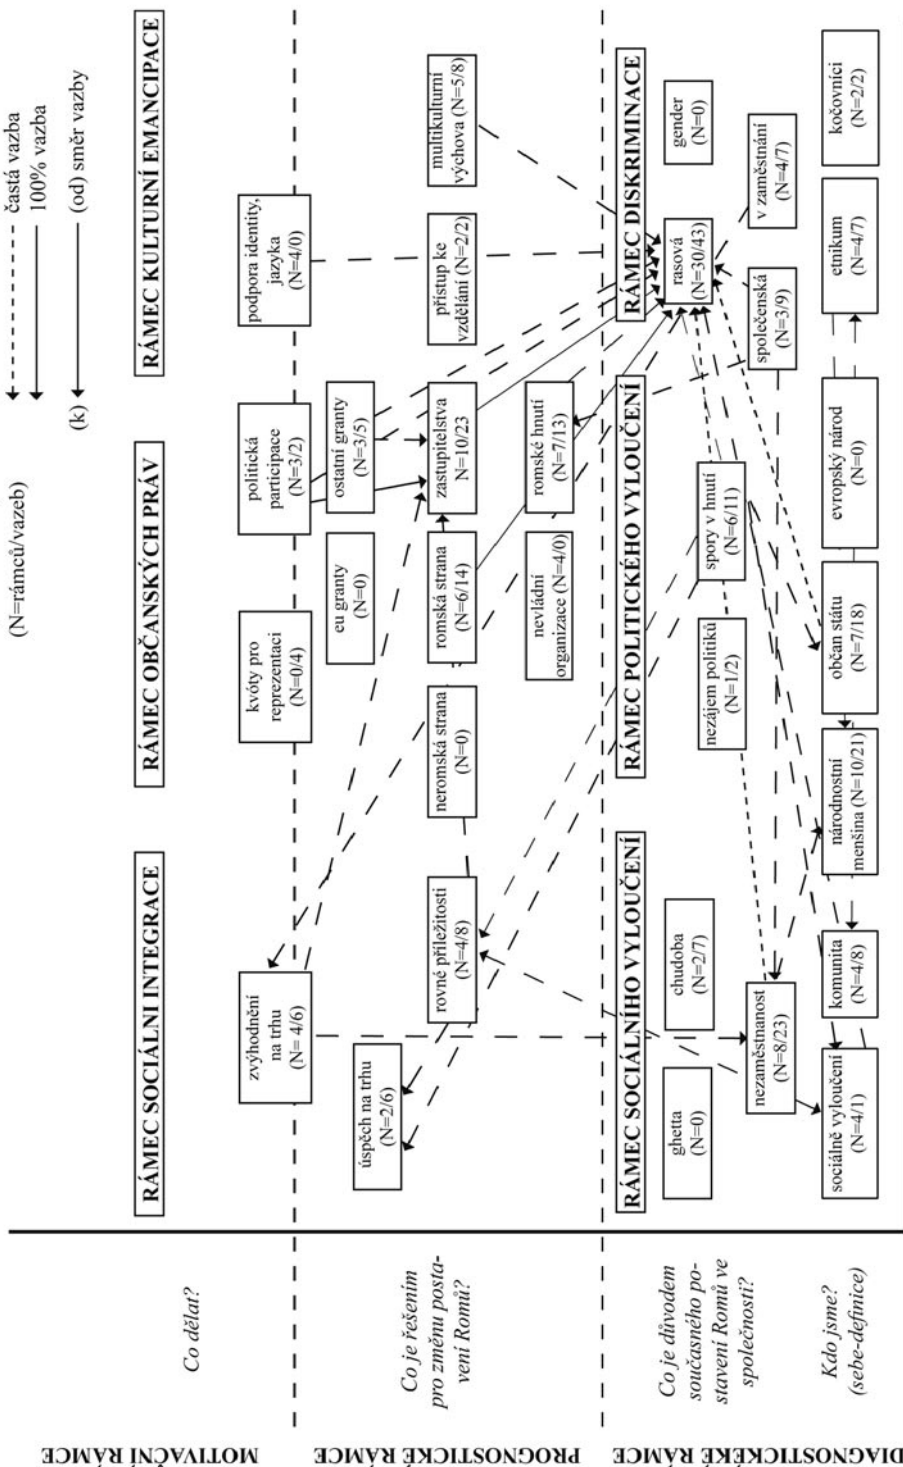 (N=rámců/vazeb)
častá vazba
100% vazba
(k)
(od) směr vazby
MOTIVAČNÍ RÁMCE
Co dělat?
RÁMEC SOCIÁLNÍ INTEGRACE
RÁMEC OBČANSKÝCH PRÁV
RÁMEC KULTURNÍ EMANCIPACE
zvýhodnění
na trhu
(N= 4/6)
kvóty pro
reprezentaci
(N=0/4)
politická
participace
(N=3/2)
podpora identity,
jazyka
(N=4/0)
PROGNOSTICKÉ RÁMCE
Co je řešením
pro změnu posta-
vení Romů?
úspěch na trhu
(N=2/6)
eu granty
(N=0)
ostatní granty
(N=3/5)
rovné příležitosti
(N=4/8)
neromská strana
(N=0)
romská strana
(N=6/14)
zastupitelstva
N=10/23
přístup ke
vzdělání (N=2/2)
multikulturní
výchova (N=5/8)
nevládní
organizace (N=4/0)
romské hnutí
(N=7/13)
RÁMCE
Co je důvodem
současného po-
stavení Romů ve
společnosti?
RÁMEC SOCIÁLNÍHO VYLOUČENÍ
RÁMEC POLITICKÉHO VYLOUČENÍ
RÁMEC DISKRIMINACE
ghetta
(N=0)
chudoba
(N=2/7)
nezájem politiků
(N=1/2)
spory v hnutí
(N=6/11)
rasová
(N=30/43)
gender
(N=0)
nezaměstnanost
(N=8/23)
společenská
(N=3/9)
v zaměstnání
(N=4/7)
Kdo jsme?
(sebe-definice)
sociálně vyloučení
(N=4/1)
komunita
(N=4/8)
národnostní
menšina (N=10/21)
občan státu
(N=7/18)
evropský národ
(N=0)
etnikum
(N=4/7)
kočovníci
(N=2/2)